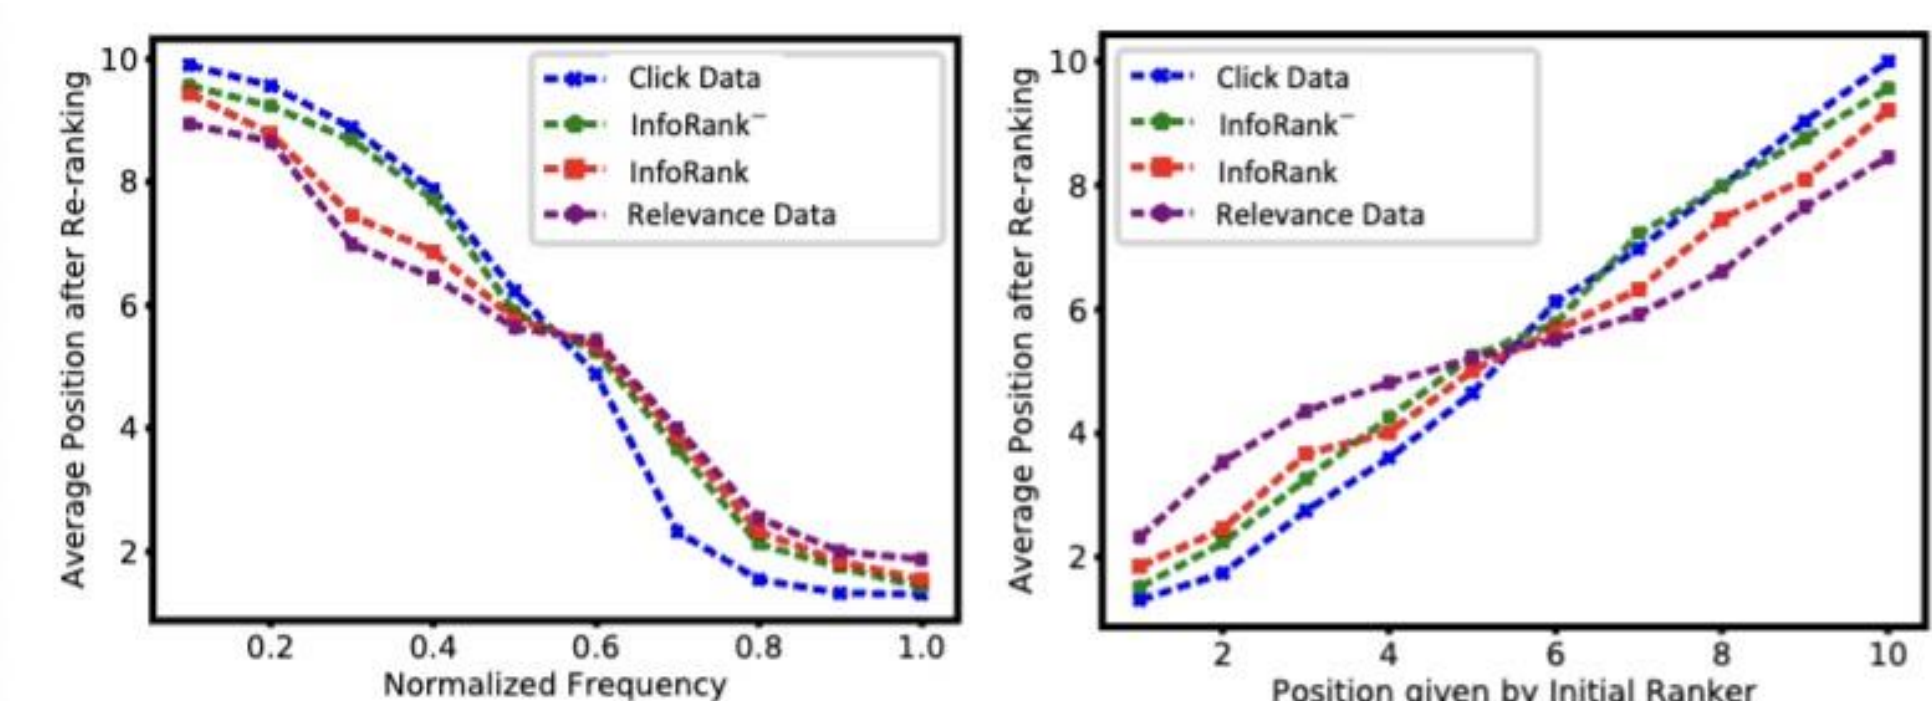 Average Position after Re-ranking
10
8
6
4
2
Click Data
InfoRank⁻
InfoRank
Relevance Data
0.2 0.4 0.6 0.8 1.0
Normalized Frequency
Average Position after Re-ranking
10
8
6
4
2
Click Data
InfoRank⁻
InfoRank
Relevance Data
2 4 6 8 10
Position given by Initial Ranker